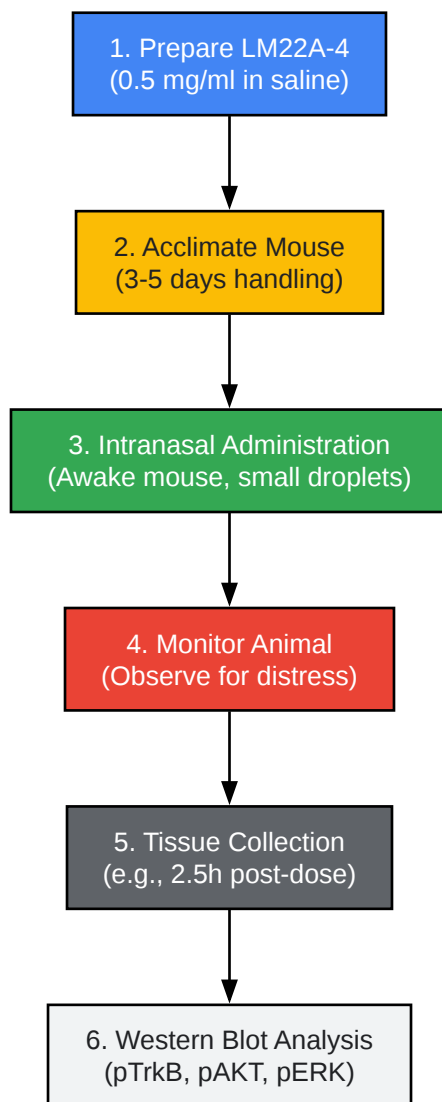 1. Prepare LM22A-4
(0.5 mg/ml in saline)
2. Acclimate Mouse
(3-5 days handling)
3. Intranasal Administration
(Awake mouse, small droplets)
4. Monitor Animal
(Observe for distress)
5. Tissue Collection
(e.g., 2.5h post-dose)
6. Western Blot Analysis
(pTrkB, pAKT, pERK)